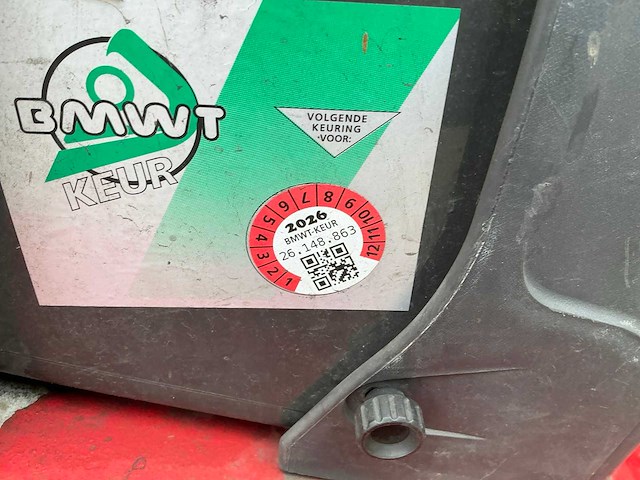 BMWT
KEUR
VOLGENDE
KEURING
·VOOR:
1 2 3 4 5 6 7 8 9 10 11 12
2026
BMWT-KEUR
26.148.863